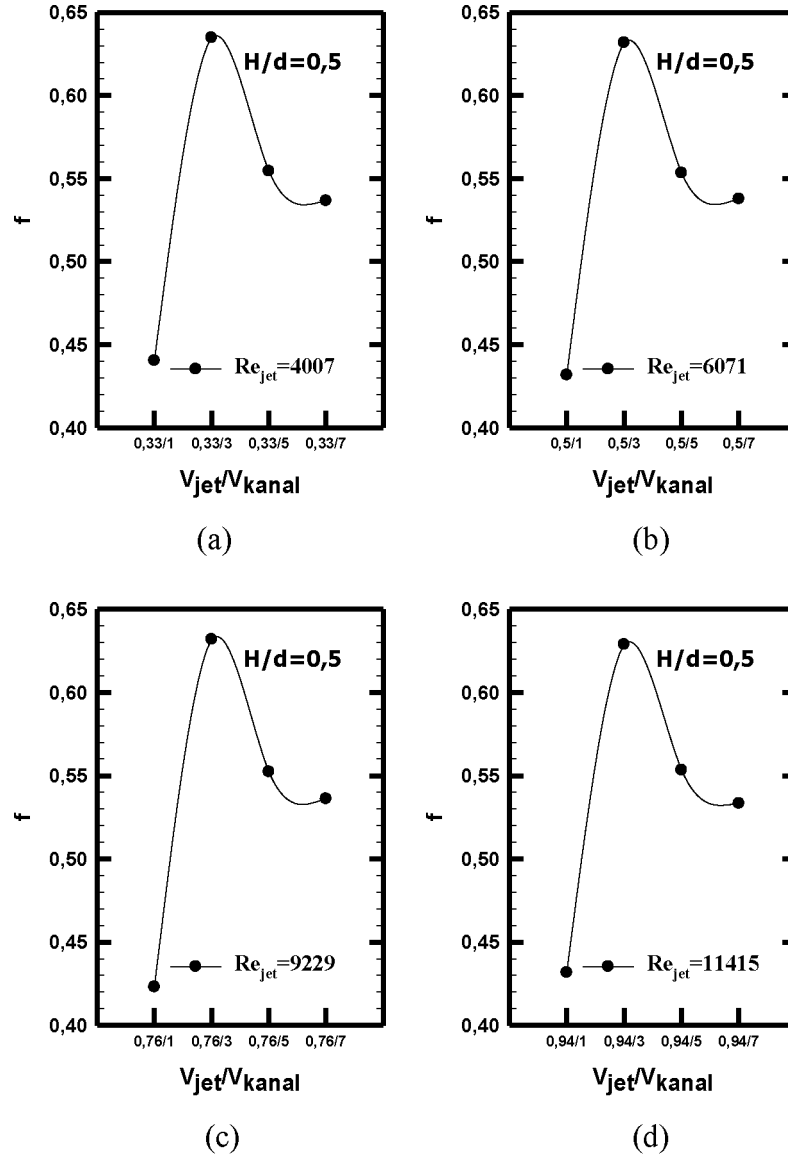 0,65
0,60
0,55
0,50
0,45
0,40
f
H/d=0,5
Re_jet=4007
0,33/1 0,33/3 0,33/5 0,33/7
V_jet/V_kanal
(a)
0,65
0,60
0,55
0,50
0,45
0,40
f
H/d=0,5
Re_jet=6071
0,5/1 0,5/3 0,5/5 0,5/7
V_jet/V_kanal
(b)
0,65
0,60
0,55
0,50
0,45
0,40
f
H/d=0,5
Re_jet=9229
0,76/1 0,76/3 0,76/5 0,76/7
V_jet/V_kanal
(c)
0,65
0,60
0,55
0,50
0,45
0,40
f
H/d=0,5
Re_jet=11415
0,94/1 0,94/3 0,94/5 0,94/7
V_jet/V_kanal
(d)